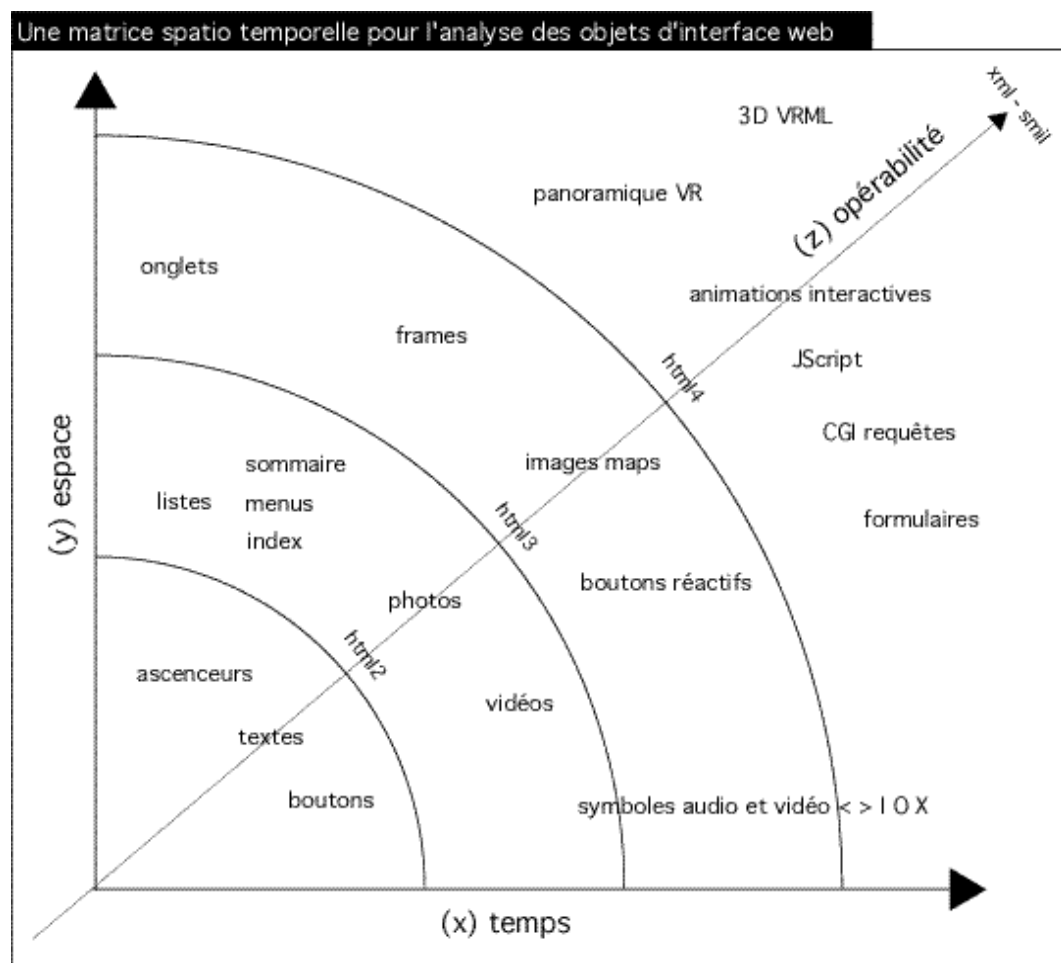 Une matrice spatio temporelle pour l'analyse des objets d'interface web
xml - smil
3D VRML
(z) opérabilité
panoramique VR
onglets
animations interactives
frames
JScript
html4
CGI requêtes
(y) espace
sommaire
images maps
listes
menus
formulaires
html3
index
boutons réactifs
photos
html2
ascenceurs
vidéos
textes
boutons
symboles audio et vidéo < > I O X
(x) temps